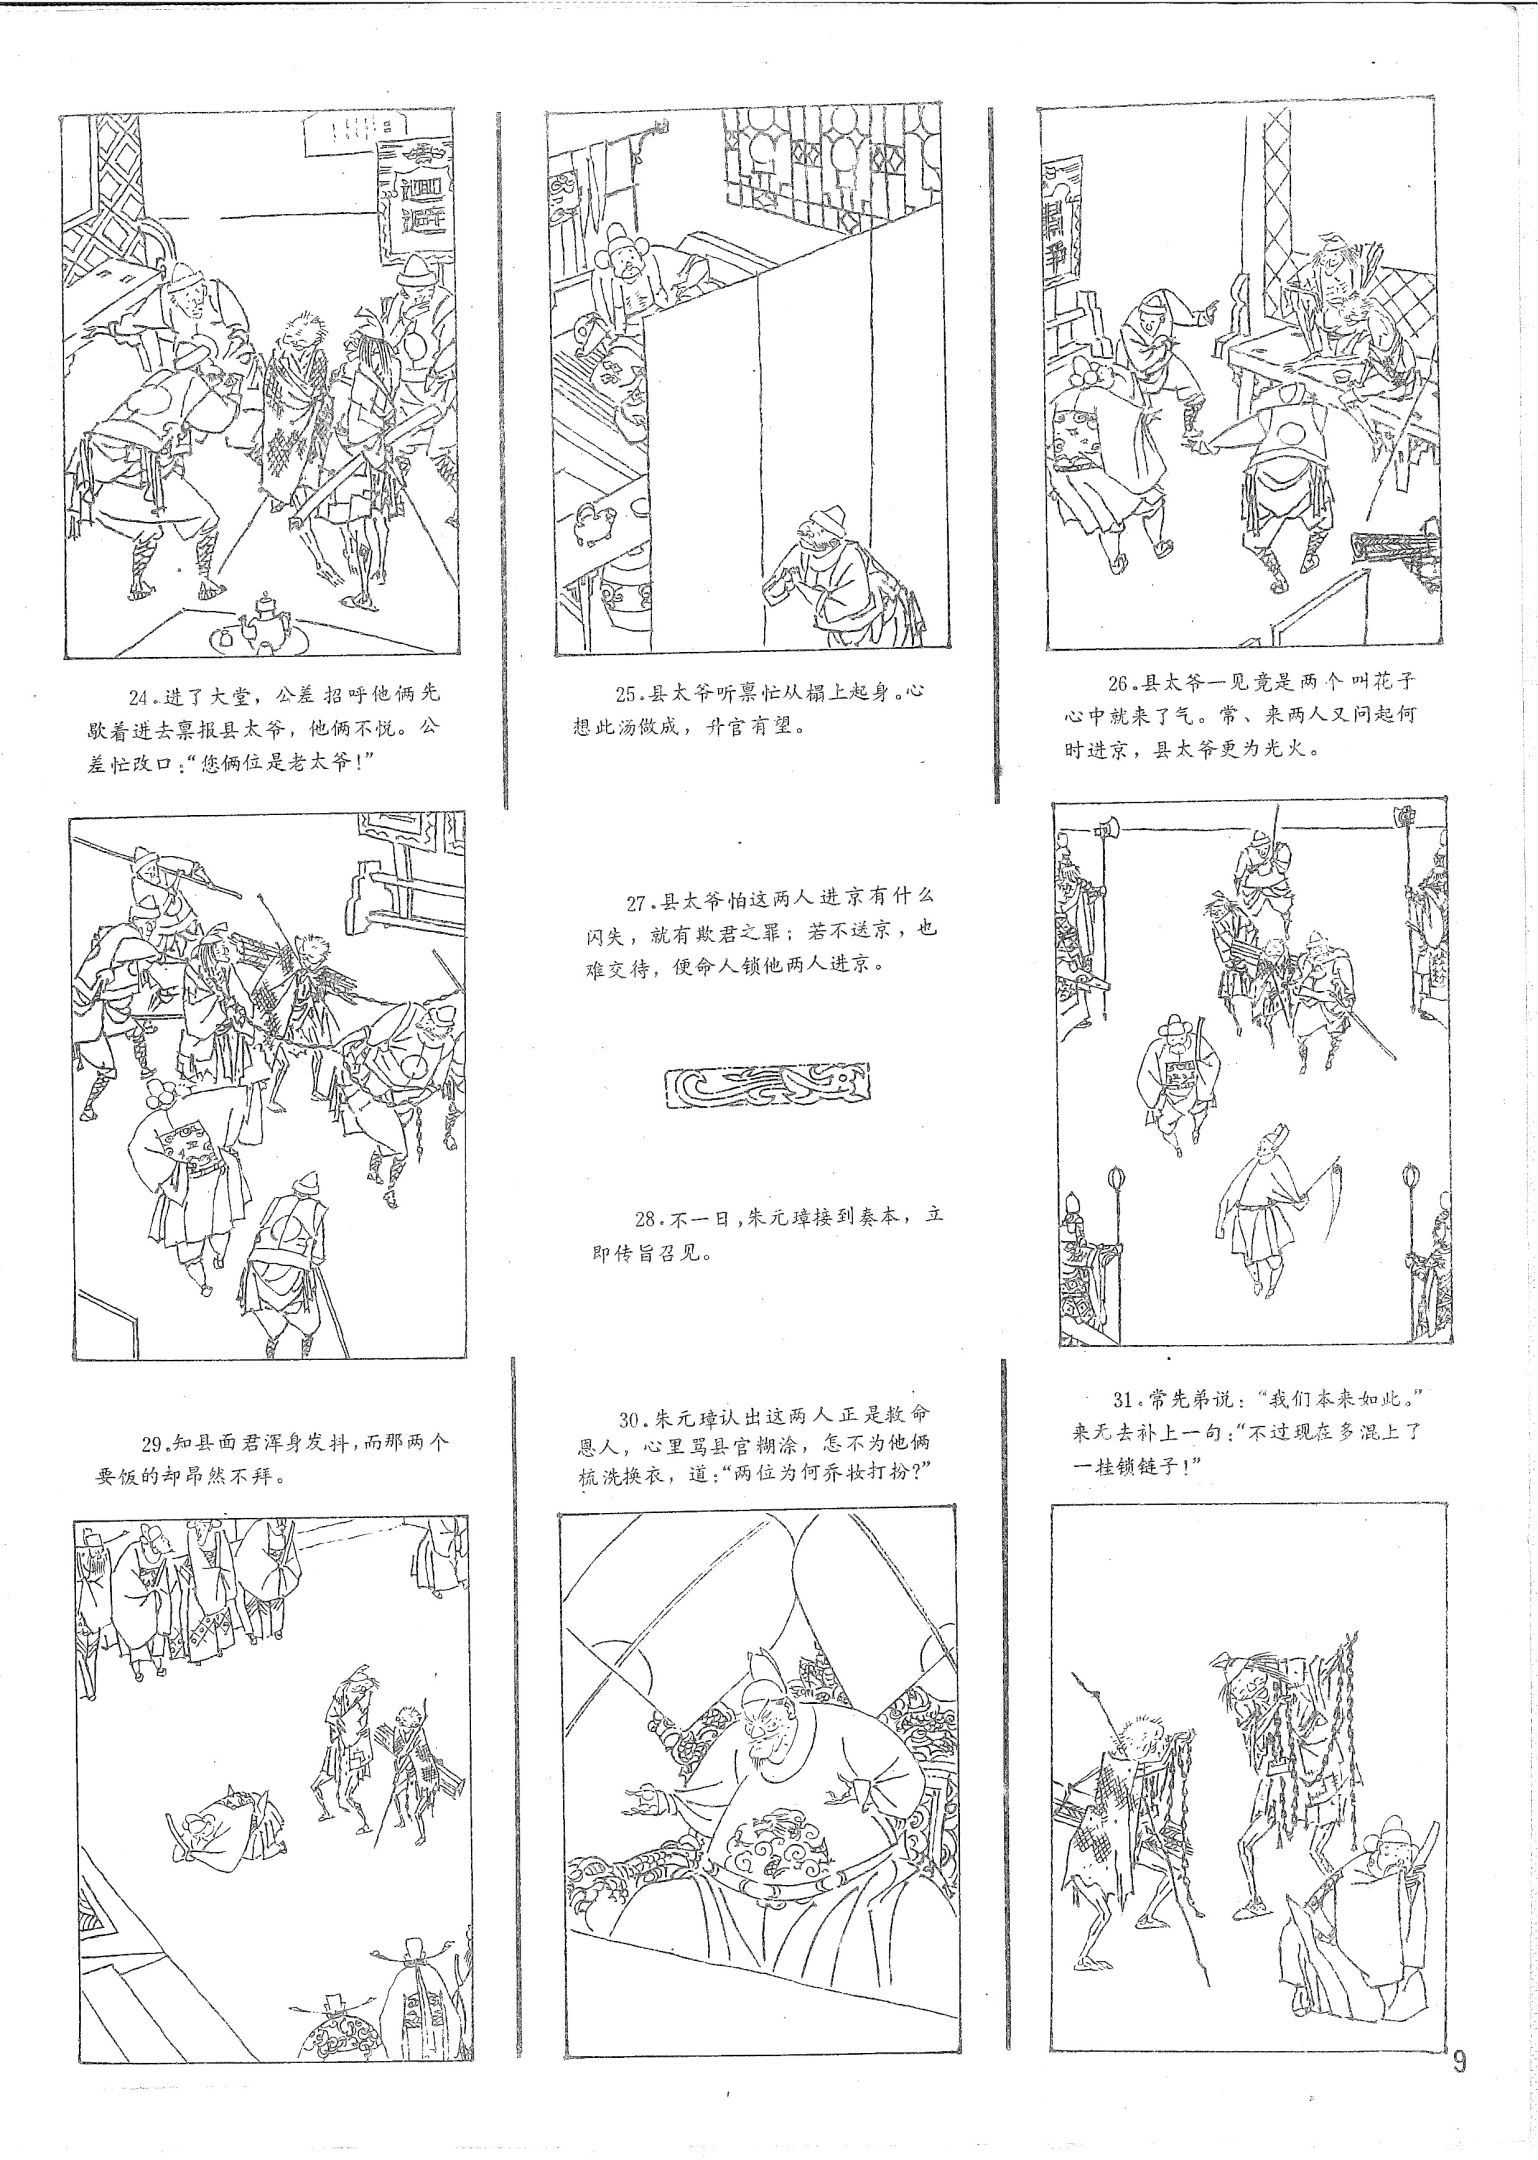 24.进了大堂，公差招呼他俩先
歇着进去禀报县太爷，他俩不悦。公
差忙改口：“您俩位是老太爷！”
25.县太爷听禀忙从榻上起身。心
想此汤做成，升官有望。
26.县太爷一见竟是两个叫花子
心中就来了气。常、来两人又问起何
时进京，县太爷更为光火。
27.县太爷怕这两人进京有什么
闪失，就有欺君之罪；若不送京，也
难交待，便命人锁他两人进京。
28.不一日，朱元璋接到奏本，立
即传旨召见。
29.知县面君浑身发抖，而那两个
要饭的却昂然不拜。
30.朱元璋认出这两人正是救命
恩人，心里骂县官糊涂，怎不为他俩
梳洗换衣，道：“两位为何乔妆打扮？”
31.常先弟说：“我们本来如此。”
来无去补上一句：“不过现在多混上了
一挂锁链子！”
9